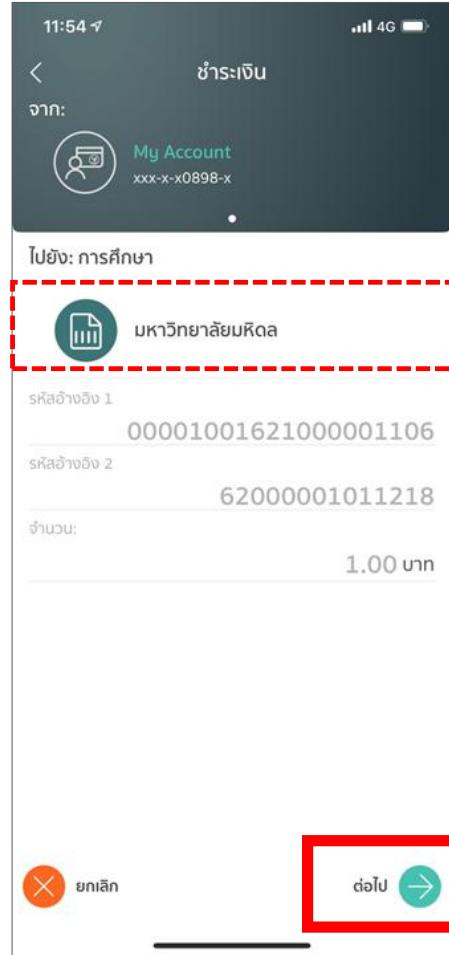 11:54 4G
ชำระเงิน
จาก:
My Account
xxx-x-x0898-x
ไปยัง: การศึกษา
มหาวิทยาลัยมหิดล
รหัสอ้างอิง 1
00001001621000001106
รหัสอ้างอิง 2
62000001011218
จำนวน:
1.00 บาท
ยกเลิก ต่อไป